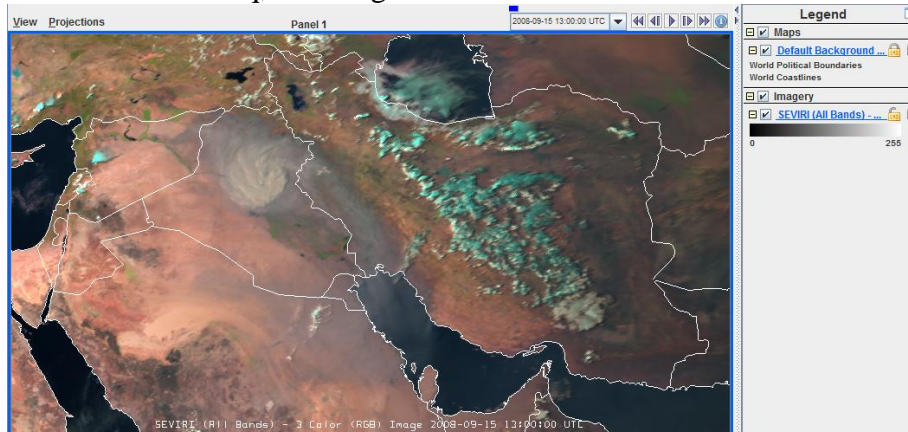 View Projections
Panel 1
2008-09-15 13:00:00 UTC
Legend
Maps
Default Background ...
World Political Boundaries
World Coastlines
Imagery
SEVIRI (All Bands) - ...
0 255
SEVIRI (All Bands) - 3 Color (RGB) Image 2008-09-15 13:00:00 UTC